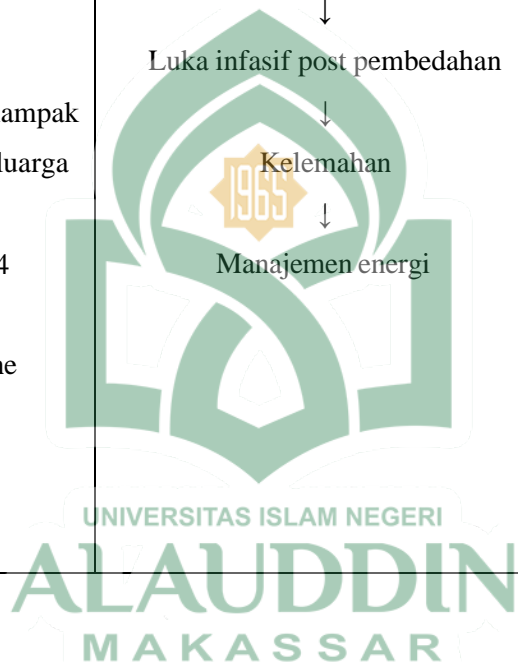 ↓
Luka infasif post pembedahan
ampak
↓
luarga
Kelemahan
1965
↓
4
Manajemen energi
ne
UNIVERSITAS ISLAM NEGERI
ALAUDDIN
MAKASSAR